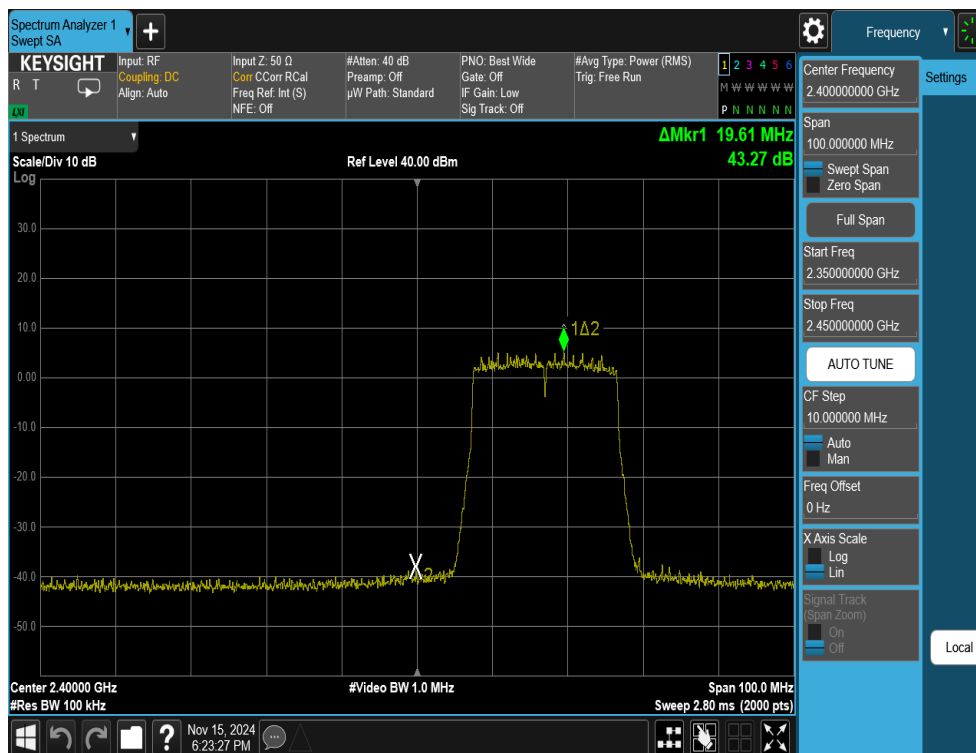 Spectrum Analyzer 1
Swept SA
+
Frequency
KEYSIGHT
R T
LXI
Input: RF
Coupling: DC
Align: Auto
Input Z: 50 Ω
Corr CCorr RCal
Freq Ref: Int (S)
NFE: Off
#Atten: 40 dB
Preamp: Off
µW Path: Standard
PNO: Best Wide
Gate: Off
IF Gain: Low
Sig Track: Off
#Avg Type: Power (RMS)
Trig: Free Run
1 2 3 4 5 6
M W W W W W
P N N N N N
1 Spectrum
ΔMkr1 19.61 MHz
43.27 dB
Scale/Div 10 dB
Ref Level 40.00 dBm
Log
30.0
20.0
10.0
0.00
-10.0
-20.0
-30.0
-40.0
-50.0
1Δ2
X2
Center 2.40000 GHz
#Video BW 1.0 MHz
Span 100.0 MHz
#Res BW 100 kHz
Sweep 2.80 ms (2000 pts)
Center Frequency
2.400000000 GHz
Settings
Span
100.000000 MHz
Swept Span
Zero Span
Full Span
Start Freq
2.350000000 GHz
Stop Freq
2.450000000 GHz
AUTO TUNE
CF Step
10.000000 MHz
Auto
Man
Freq Offset
0 Hz
X Axis Scale
Log
Lin
Signal Track
(Span Zoom)
On
Off
Local
?
Nov 15, 2024
6:23:27 PM